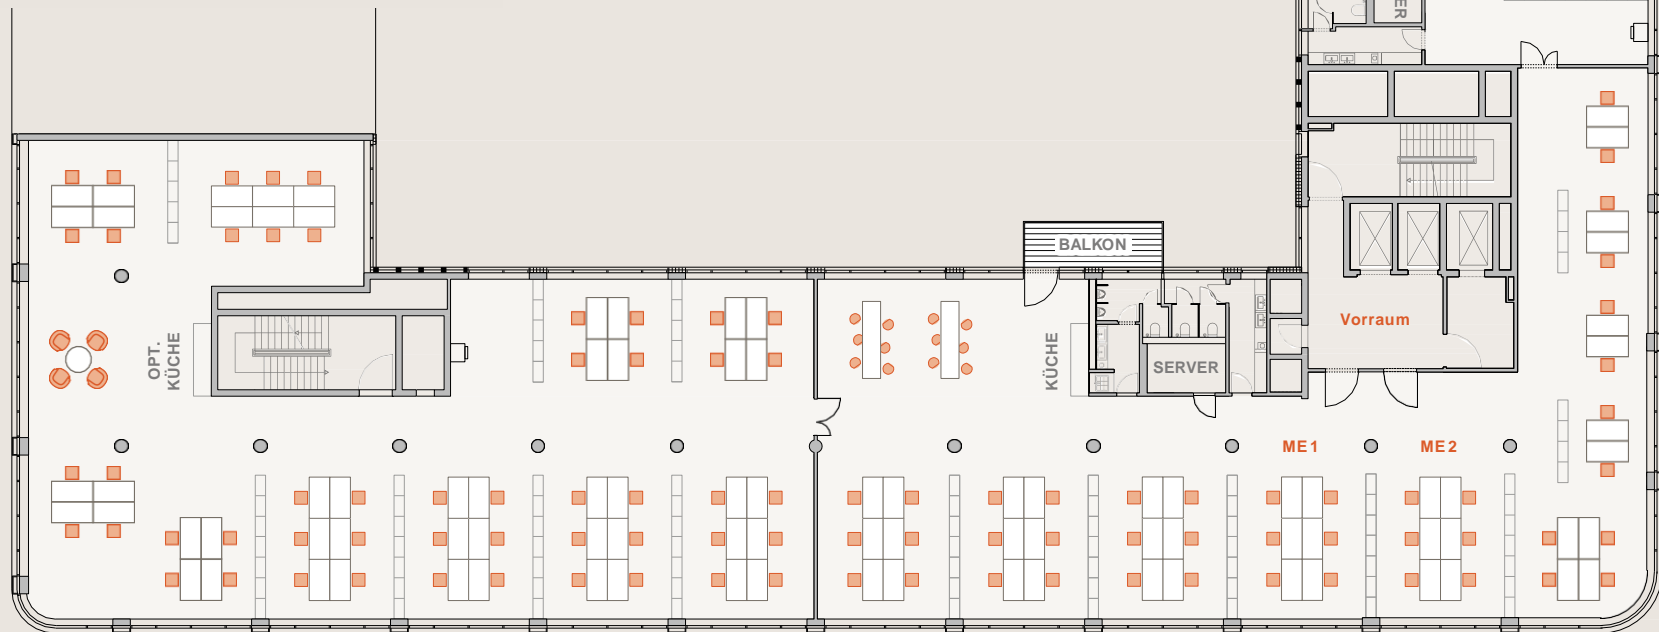 ER
BALKON
Vorraum
OPT.
KÜCHE
KÜCHE
SERVER
ME1
ME2